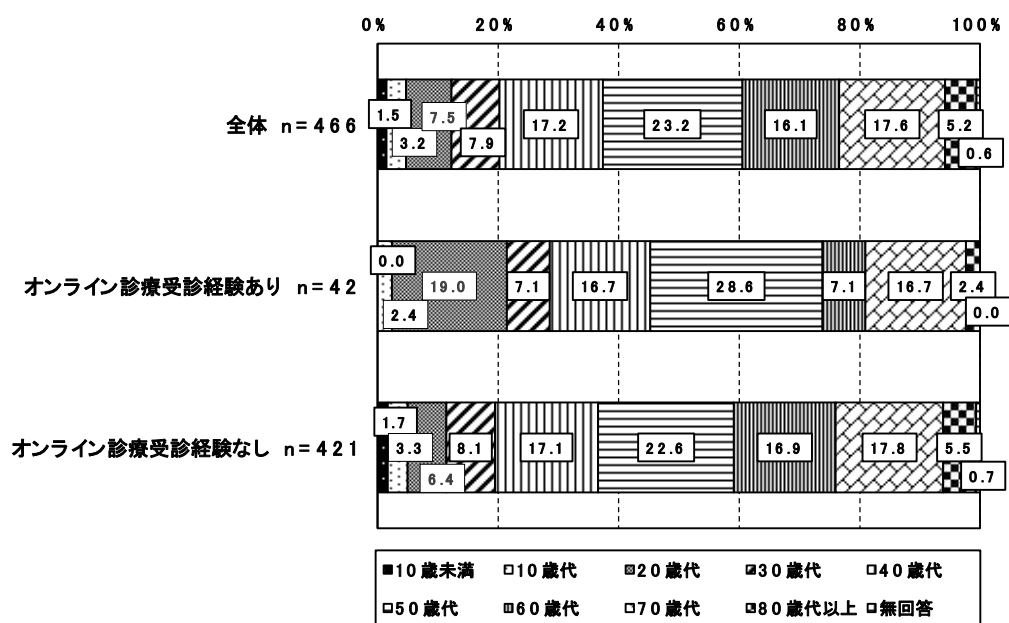 0% 20% 40% 60% 80% 100%
全体 n=466
1.5 3.2 7.5 7.9 17.2 23.2 16.1 17.6 5.2 0.6
オンライン診療受診経験あり n=42
0.0 2.4 19.0 7.1 16.7 28.6 7.1 16.7 2.4 0.0
オンライン診療受診経験なし n=421
1.7 3.3 6.4 8.1 17.1 22.6 16.9 17.8 5.5 0.7
10歳未満 10歳代 20歳代 30歳代 40歳代
50歳代 60歳代 70歳代 80歳代以上 無回答